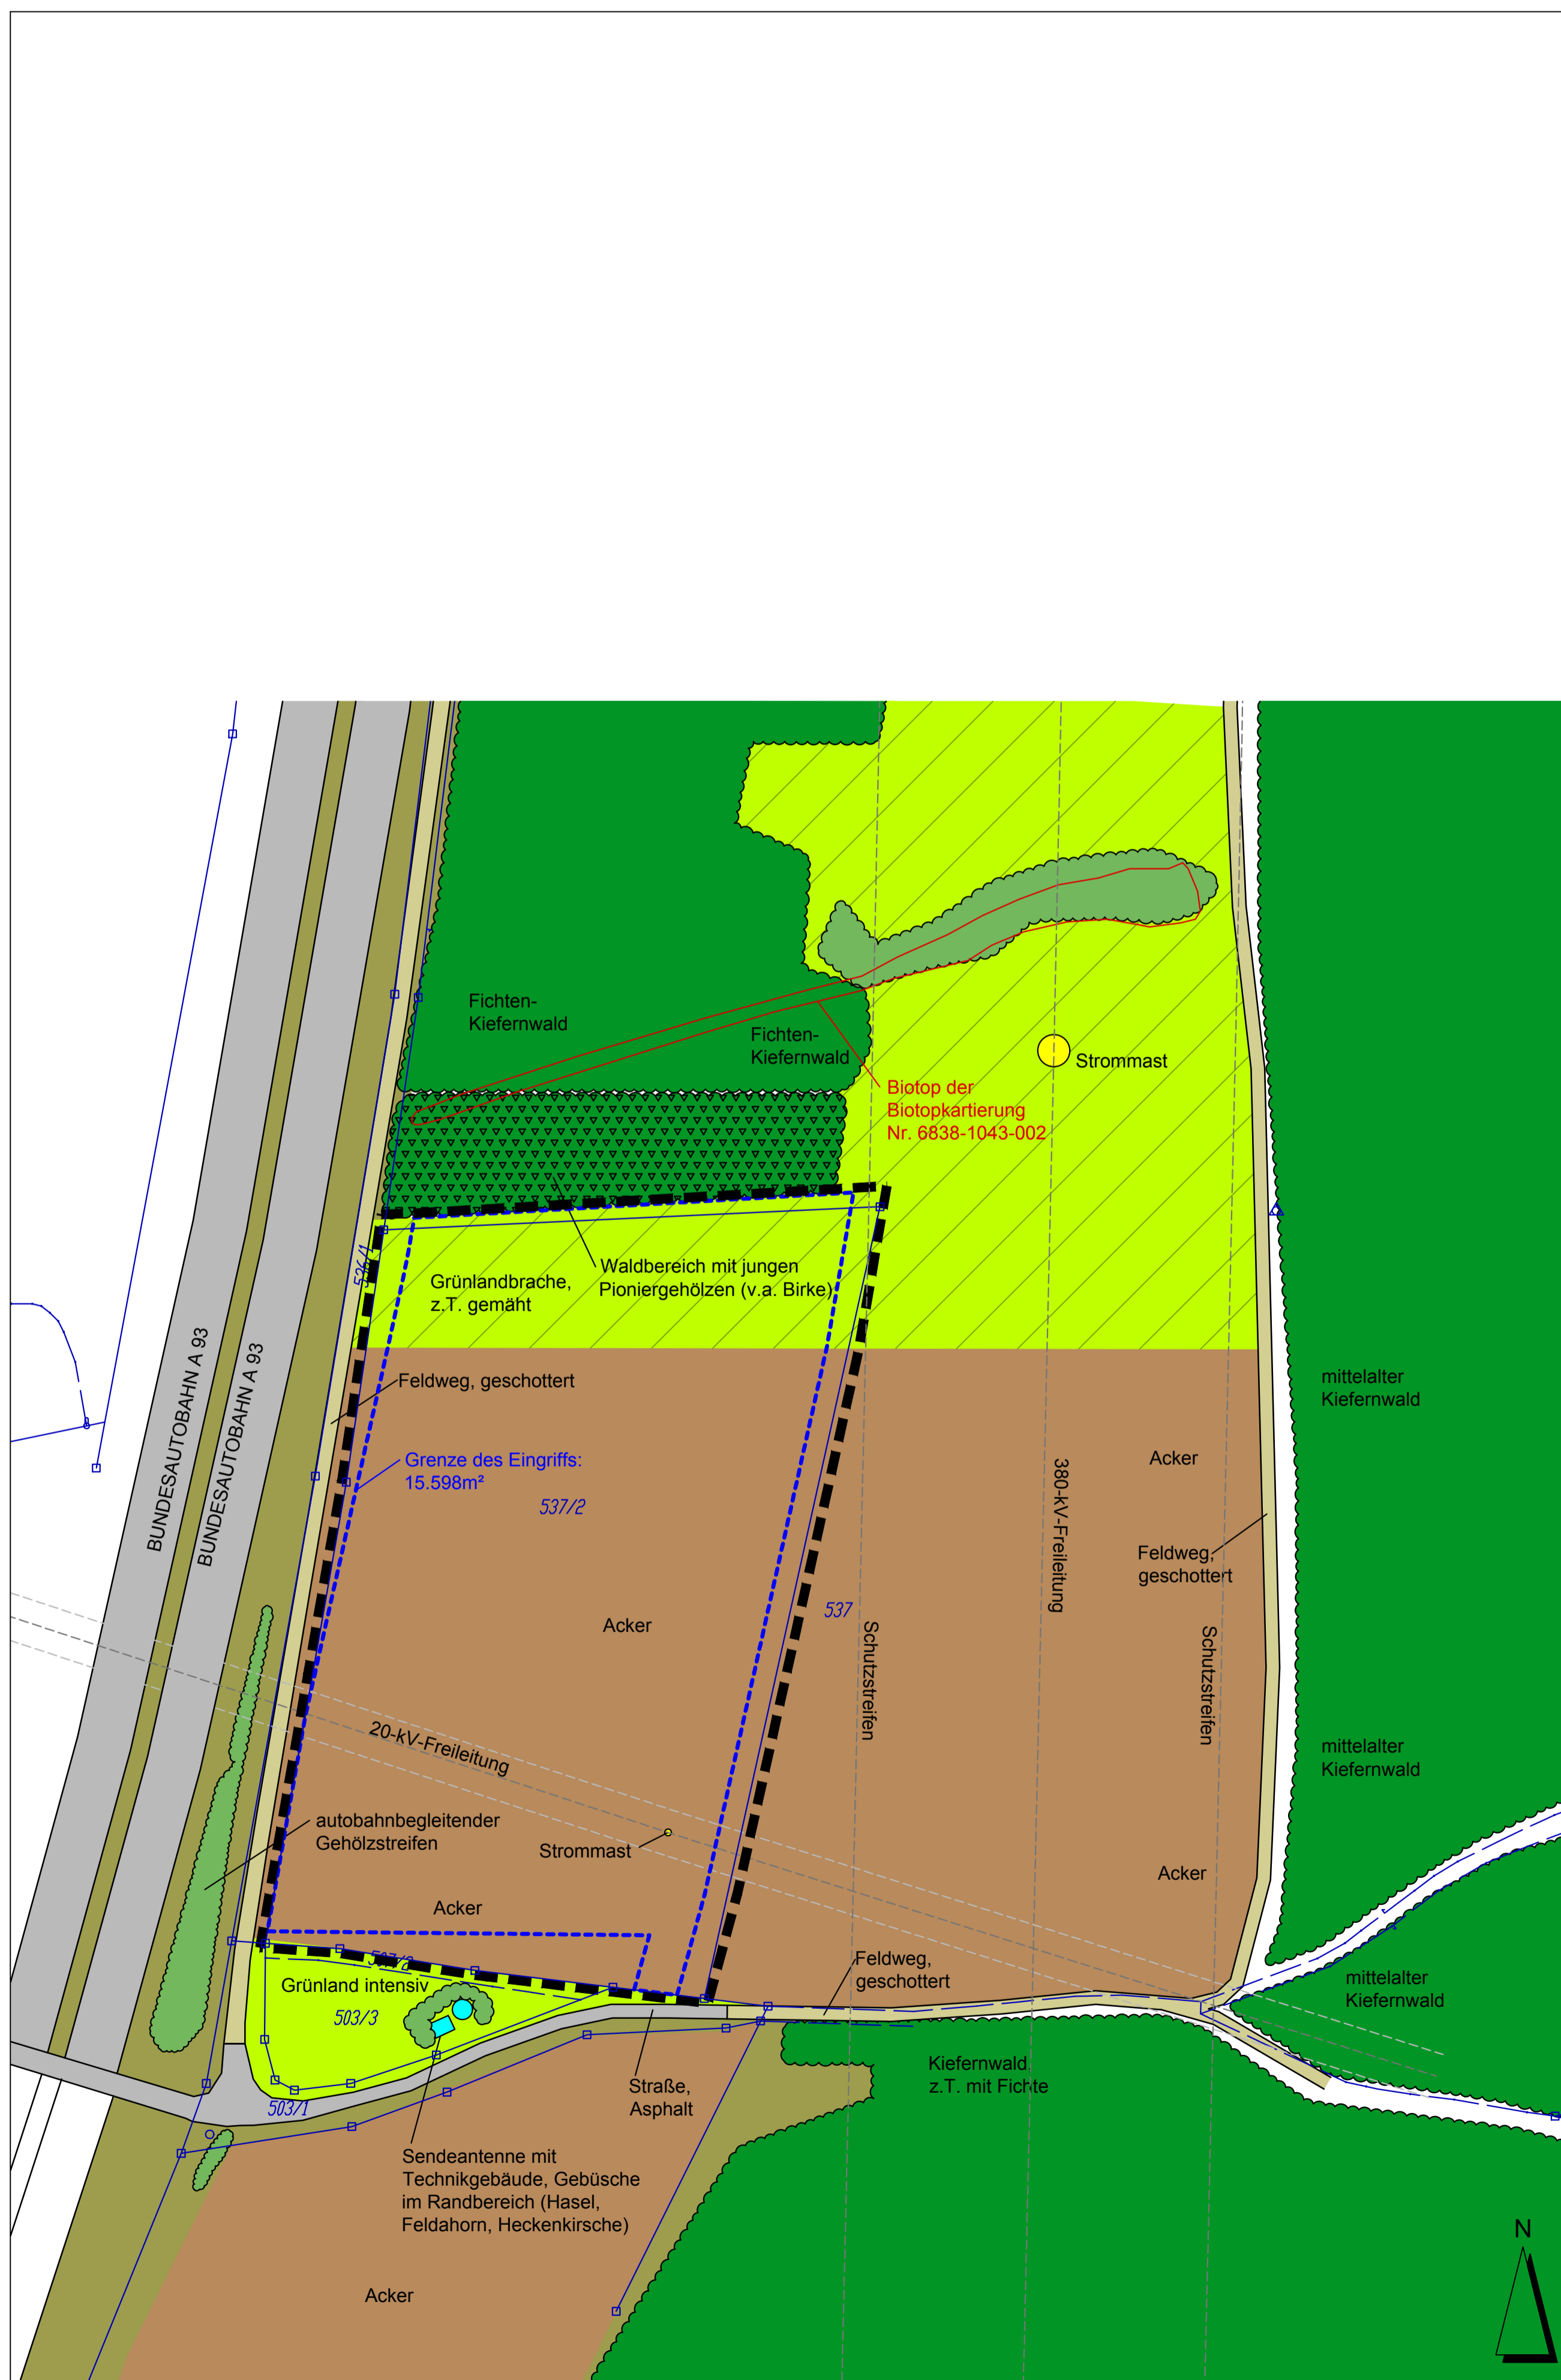 Fichten-
Kiefernwald
Fichten-
Kiefernwald
Strommast
Biotop der
Biotopkartierung
Nr. 6838-1043-002
536/1
Waldbereich mit jungen
Pioniergehölzen (v.a. Birke)
Grünlandbrache,
z.T. gemäht
BUNDESAUTOBAHN A 93
BUNDESAUTOBAHN A 93
Feldweg, geschottert
mittelalter
Kiefernwald
Grenze des Eingriffs:
15.598m²
537/2
Acker
380-kV-Freileitung
Feldweg,
geschottert
537
Acker
Schutzstreifen
Schutzstreifen
20-kV-Freileitung
mittelalter
Kiefernwald
autobahnbegleitender
Gehölzstreifen
Strommast
Acker
Acker
Feldweg,
geschottert
Grünland intensiv
503/3
mittelalter
Kiefernwald
Kiefernwald,
z.T. mit Fichte
Straße,
Asphalt
503/1
Sendeantenne mit
Technikgebäude, Gebüsche
im Randbereich (Hasel,
Feldahorn, Heckenkirsche)
Acker
N